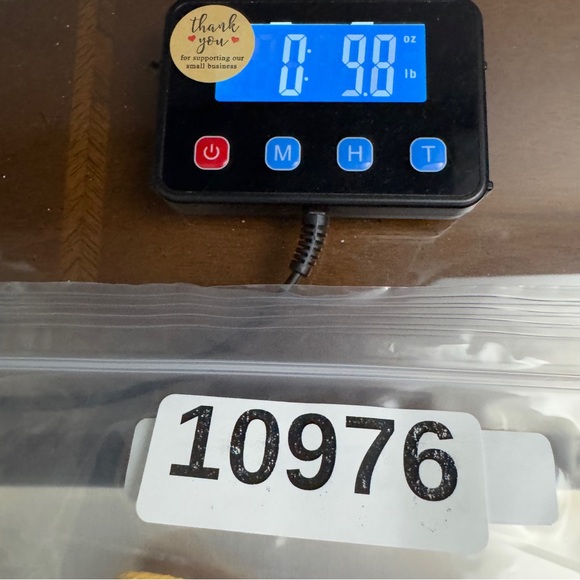 thank
you
for supporting our
small business
0: 9.8 oz
lb
M H T
10976